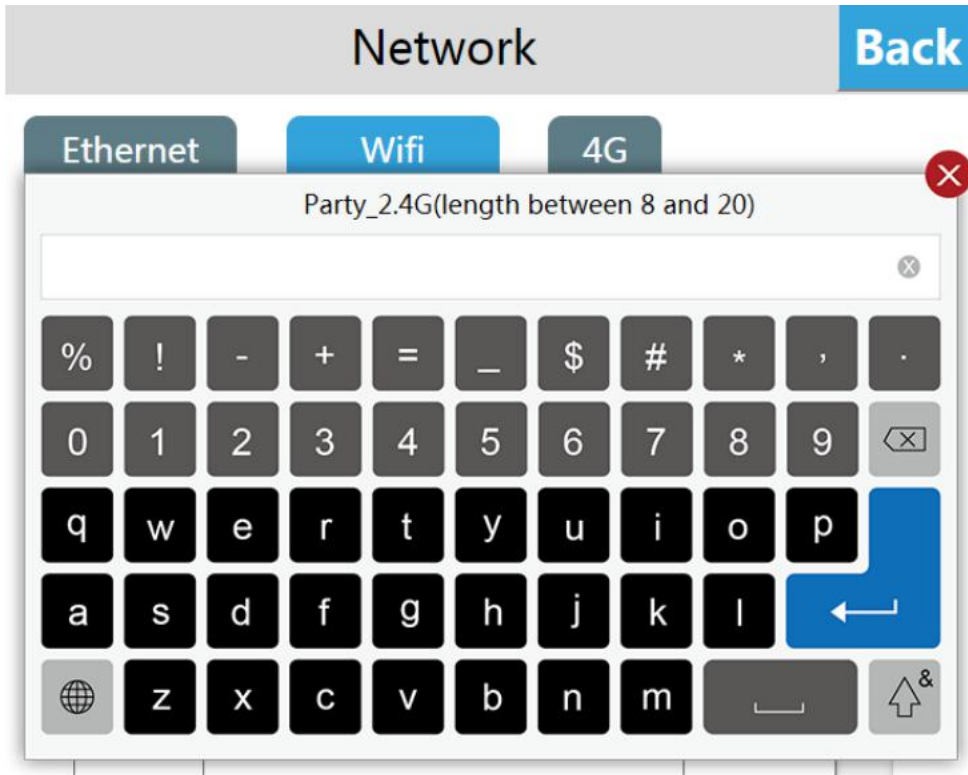 Network Back
Ethernet Wifi 4G
Party_2.4G(length between 8 and 20)
% ! - + = _ $ # * , .
0 1 2 3 4 5 6 7 8 9
q w e r t y u i o p
a s d f g h j k l
z x c v b n m &